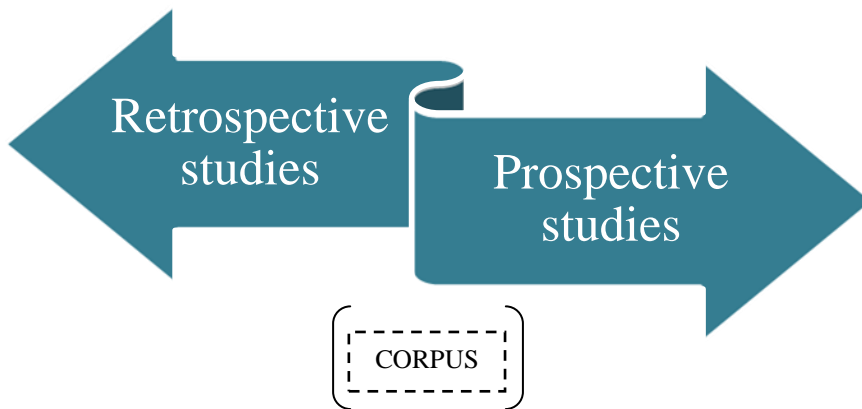 Retrospective
studies
Prospective
studies
CORPUS